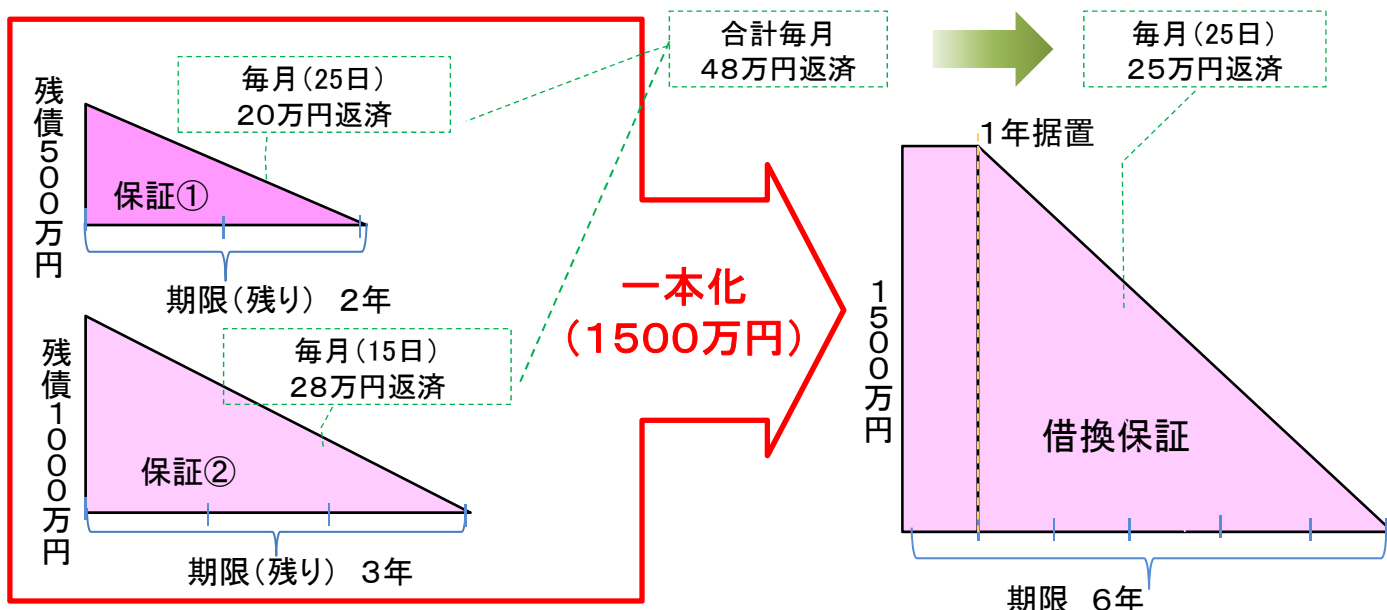 残債500万円
毎月(25日)
20万円返済
保証①
期限(残り) 2年
残債1000万円
毎月(15日)
28万円返済
保証②
期限(残り) 3年
合計毎月
48万円返済
一本化
(1500万円)
毎月(25日)
25万円返済
1年据置
1500万円
借換保証
期限 6年